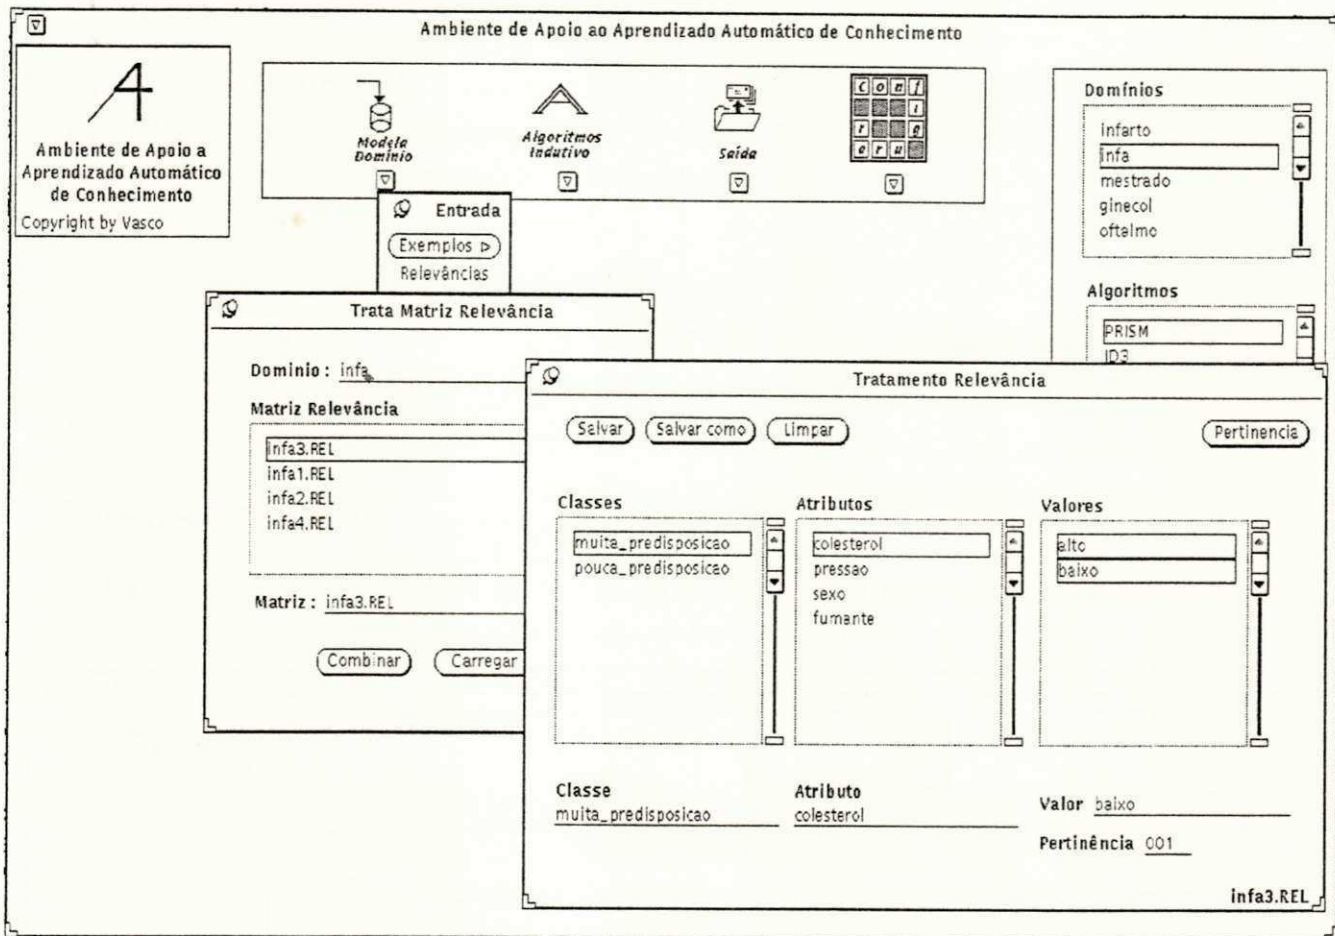 Ambiente de Apoio ao Aprendizado Automático de Conhecimento
Ambiente de Apoio a
Aprendizado Automático
de Conhecimento
Copyright by Vasco
Modela
Domínio
Algoritmos
Indutivo
Saída
C o n f
i
r g
e r u
Entrada
Exemplos
Relevâncias
Domínios
infarto
infa
mestrado
ginecol
oftalmo
Algoritmos
PRISM
ID3
Trata Matriz Relevância
Dominio : infa
Matriz Relevância
infa3.REL
infa1.REL
infa2.REL
infa4.REL
Matriz : infa3.REL
Combinar Carregar
Tratamento Relevância
Salvar Salvar como Limpar Pertinencia
Classes Atributos Valores
muita_predisposicao colesterol alto
pouca_predisposicao pressao baixo
sexo
fumante
Classe Atributo
muita_predisposicao colesterol Valor baixo
Pertinência 001
infa3.REL